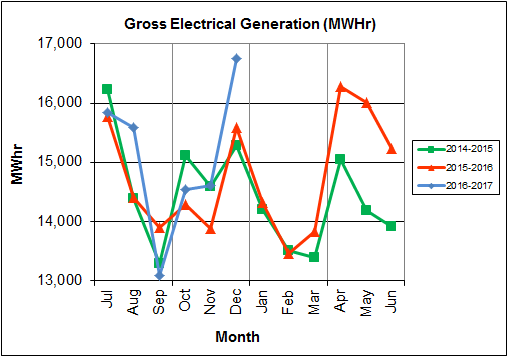 Gross Electrical Generation (MWHr)
17,000
16,000
15,000
14,000
13,000
MWhr
Jul Aug Sep Oct Nov Dec Jan Feb Mar Apr May Jun
Month
2014-2015
2015-2016
2016-2017